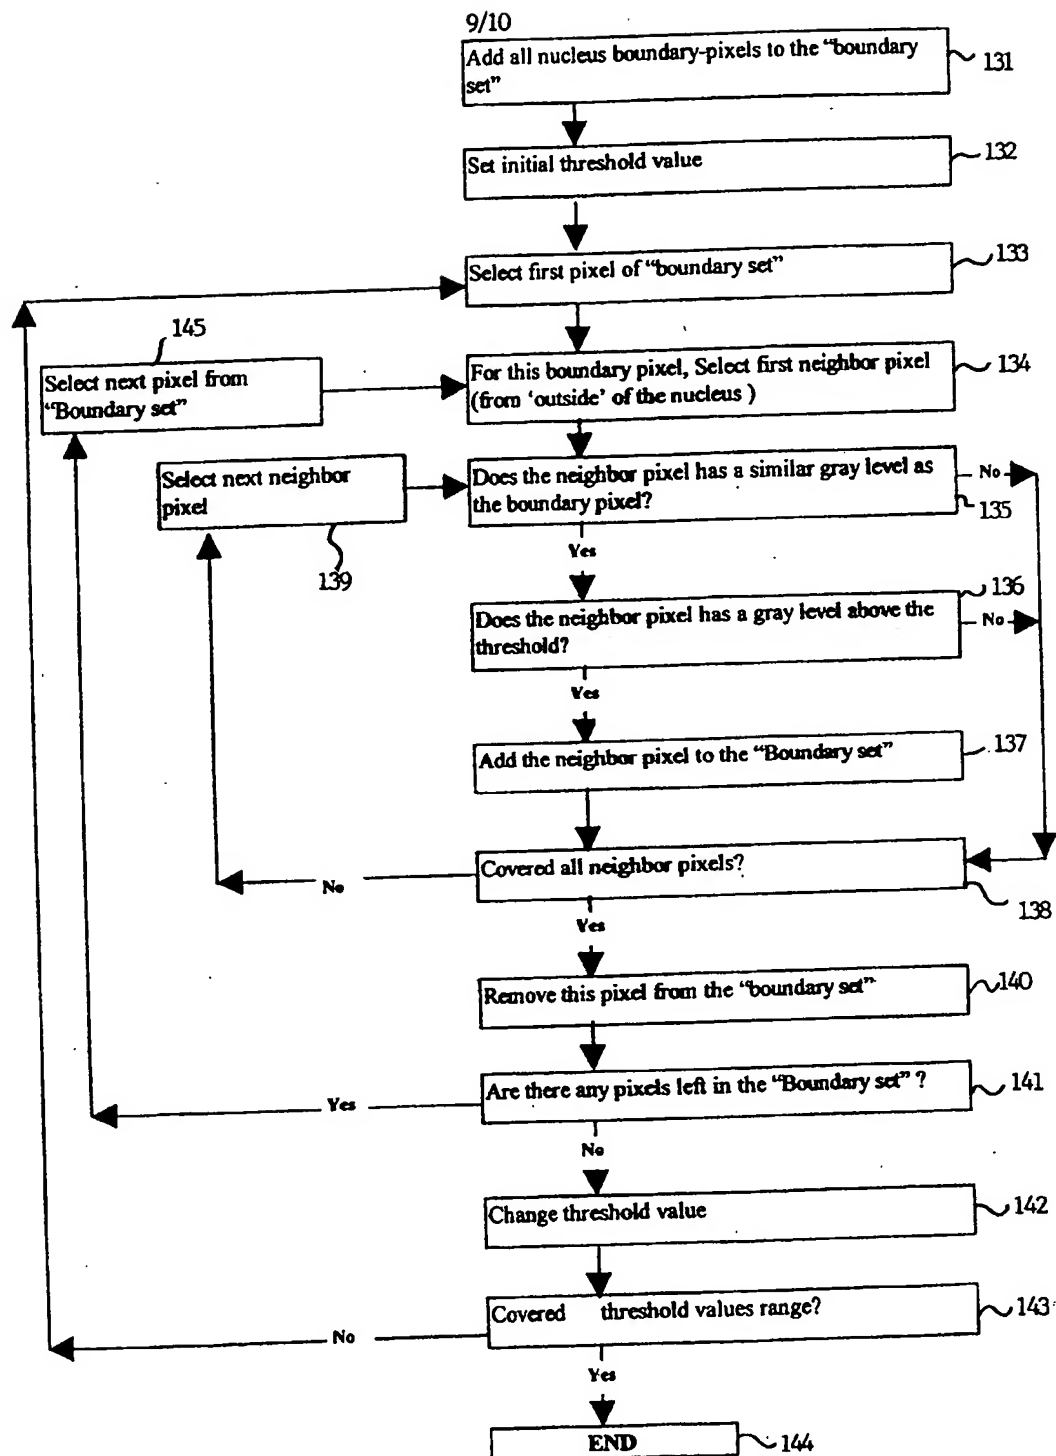 9/10
Add all nucleus boundary-pixels to the "boundary
set"
131
Set initial threshold value
132
Select first pixel of "boundary set"
133
145
Select next pixel from
"Boundary set"
For this boundary pixel, Select first neighbor pixel
(from 'outside' of the nucleus )
134
Select next neighbor
pixel
139
Does the neighbor pixel has a similar gray level as
the boundary pixel?
No
135
Yes
136
Does the neighbor pixel has a gray level above the
threshold?
No
Yes
Add the neighbor pixel to the "Boundary set"
137
Covered all neighbor pixels?
138
No
Yes
Remove this pixel from the "boundary set"
140
Are there any pixels left in the "Boundary set" ?
141
Yes
No
Change threshold value
142
Covered threshold values range?
143
No
Yes
END
144